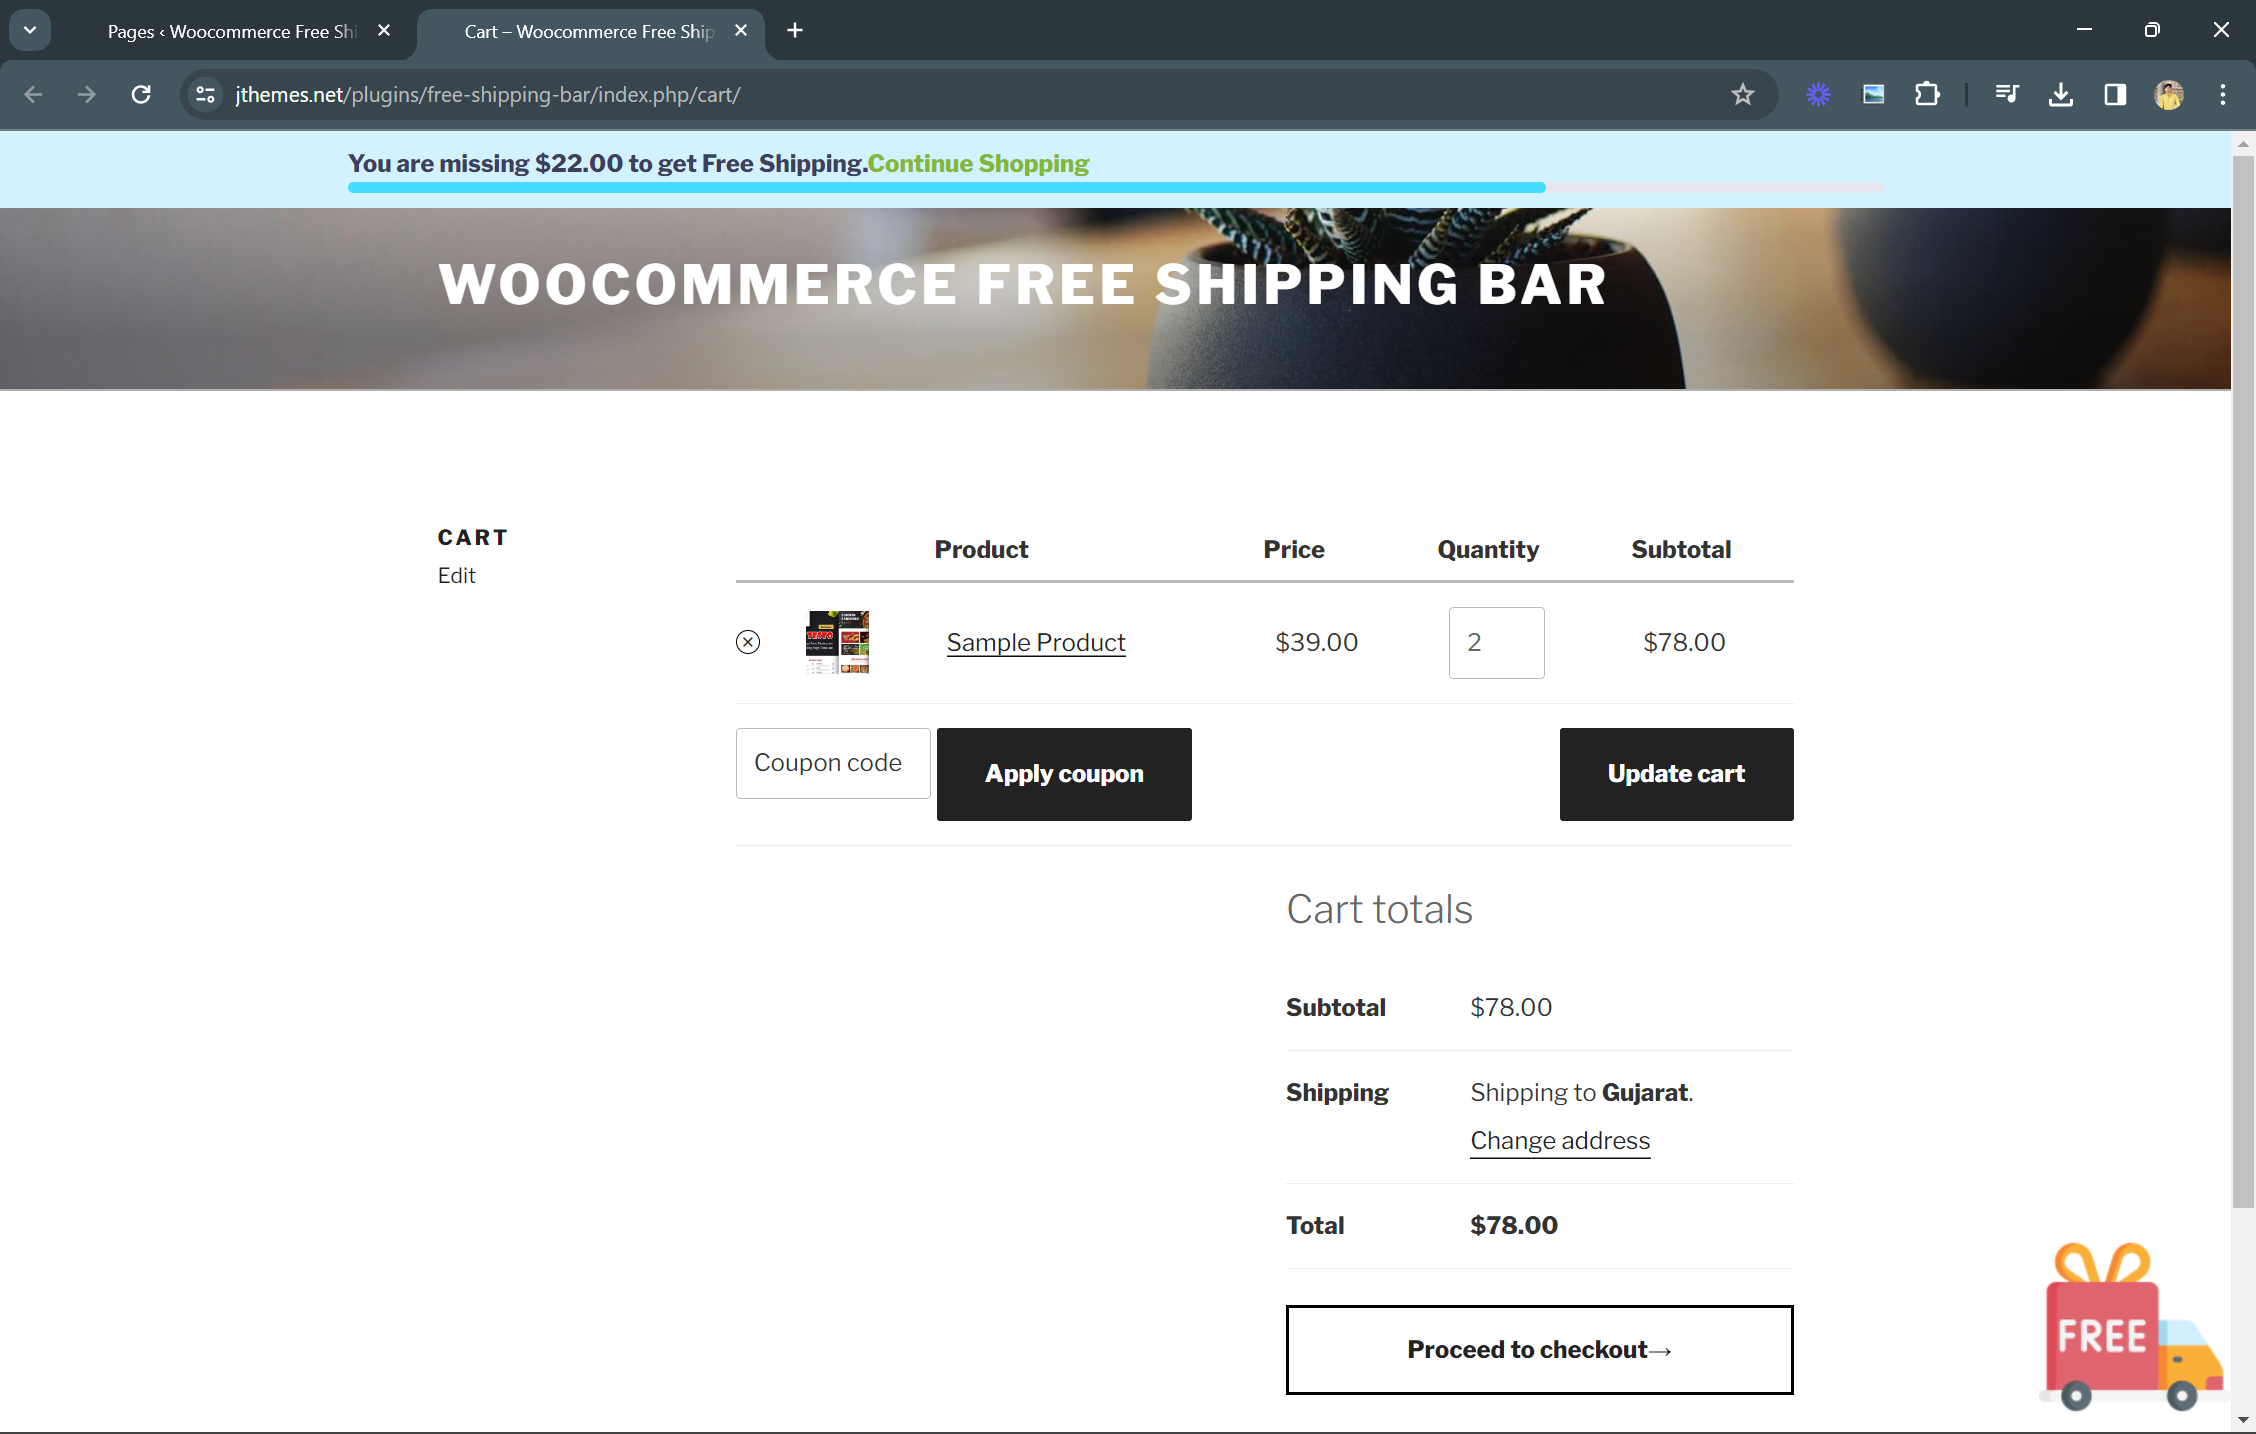 Pages ‹ Woocommerce Free Shi
Cart – Woocommerce Free Ship
jthemes.net/plugins/free-shipping-bar/index.php/cart/
You are missing $22.00 to get Free Shipping.Continue Shopping
WOOCOMMERCE FREE SHIPPING BAR
CART
Edit
Product Price Quantity Subtotal
Sample Product $39.00 2 $78.00
Coupon code Apply coupon Update cart
Cart totals
Subtotal $78.00
Shipping Shipping to Gujarat.
Change address
Total $78.00
Proceed to checkout→
FREE